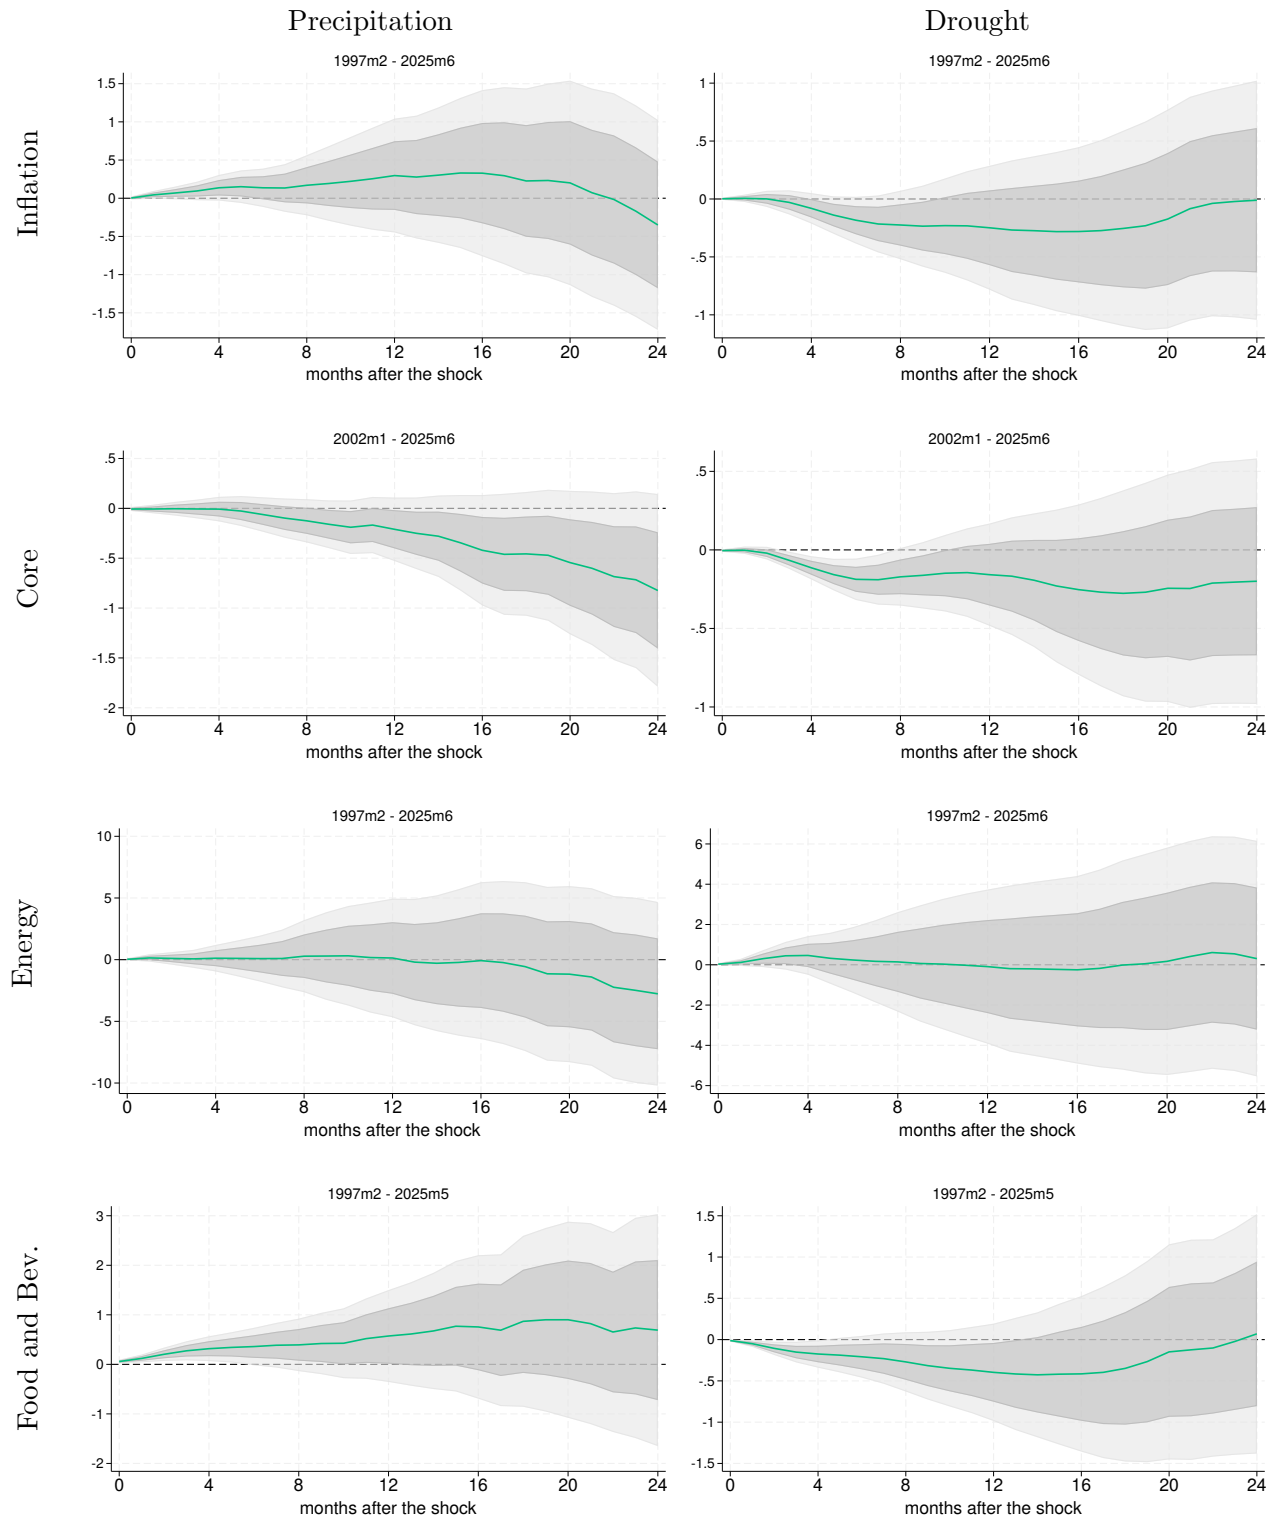 Precipitation
Drought
Inflation
1997m2 - 2025m6
1.5
1
.5
0
-.5
-1
-1.5
0 4 8 12 16 20 24
months after the shock
1997m2 - 2025m6
1
.5
0
-.5
-1
0 4 8 12 16 20 24
months after the shock
Core
2002m1 - 2025m6
.5
0
-.5
-1
-1.5
-2
0 4 8 12 16 20 24
months after the shock
2002m1 - 2025m6
.5
0
-.5
-1
0 4 8 12 16 20 24
months after the shock
Energy
1997m2 - 2025m6
10
5
0
-5
-10
0 4 8 12 16 20 24
months after the shock
1997m2 - 2025m6
6
4
2
0
-2
-4
-6
0 4 8 12 16 20 24
months after the shock
Food and Bev.
1997m2 - 2025m5
3
2
1
0
-1
-2
0 4 8 12 16 20 24
months after the shock
1997m2 - 2025m5
1.5
1
.5
0
-.5
-1
-1.5
0 4 8 12 16 20 24
months after the shock